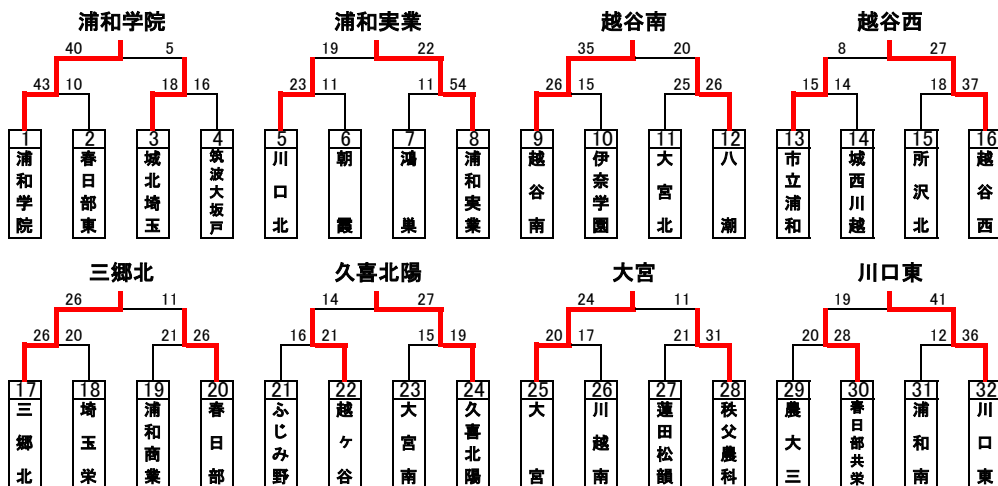 浦和学院 浦和実業 越谷南 越谷西
40 5 19 22 35 20 8 27
43 10 18 16 23 11 11 54 26 15 25 26 15 14 18 37
1 2 3 4 5 6 7 8 9 10 11 12 13 14 15 16
浦和学院
春日部東
城北埼玉
筑波大坂戸
川口北
朝霞
鴻巣
浦和実業
越谷南
伊奈学園
大宮北
八潮
市立浦和
城西川越
所沢北
越谷西
三郷北 久喜北陽 大宮 川口東
26 11 14 27 24 11 19 41
26 20 21 26 16 21 15 19 20 17 21 31 20 28 12 36
17 18 19 20 21 22 23 24 25 26 27 28 29 30 31 32
三郷北
埼玉栄
浦和商業
春日部
ふじみ野
越ヶ谷
大宮南
久喜北陽
大宮
川越南
蓮田松韻
秩父農科
農大三
春日部共栄
浦和南
川口東